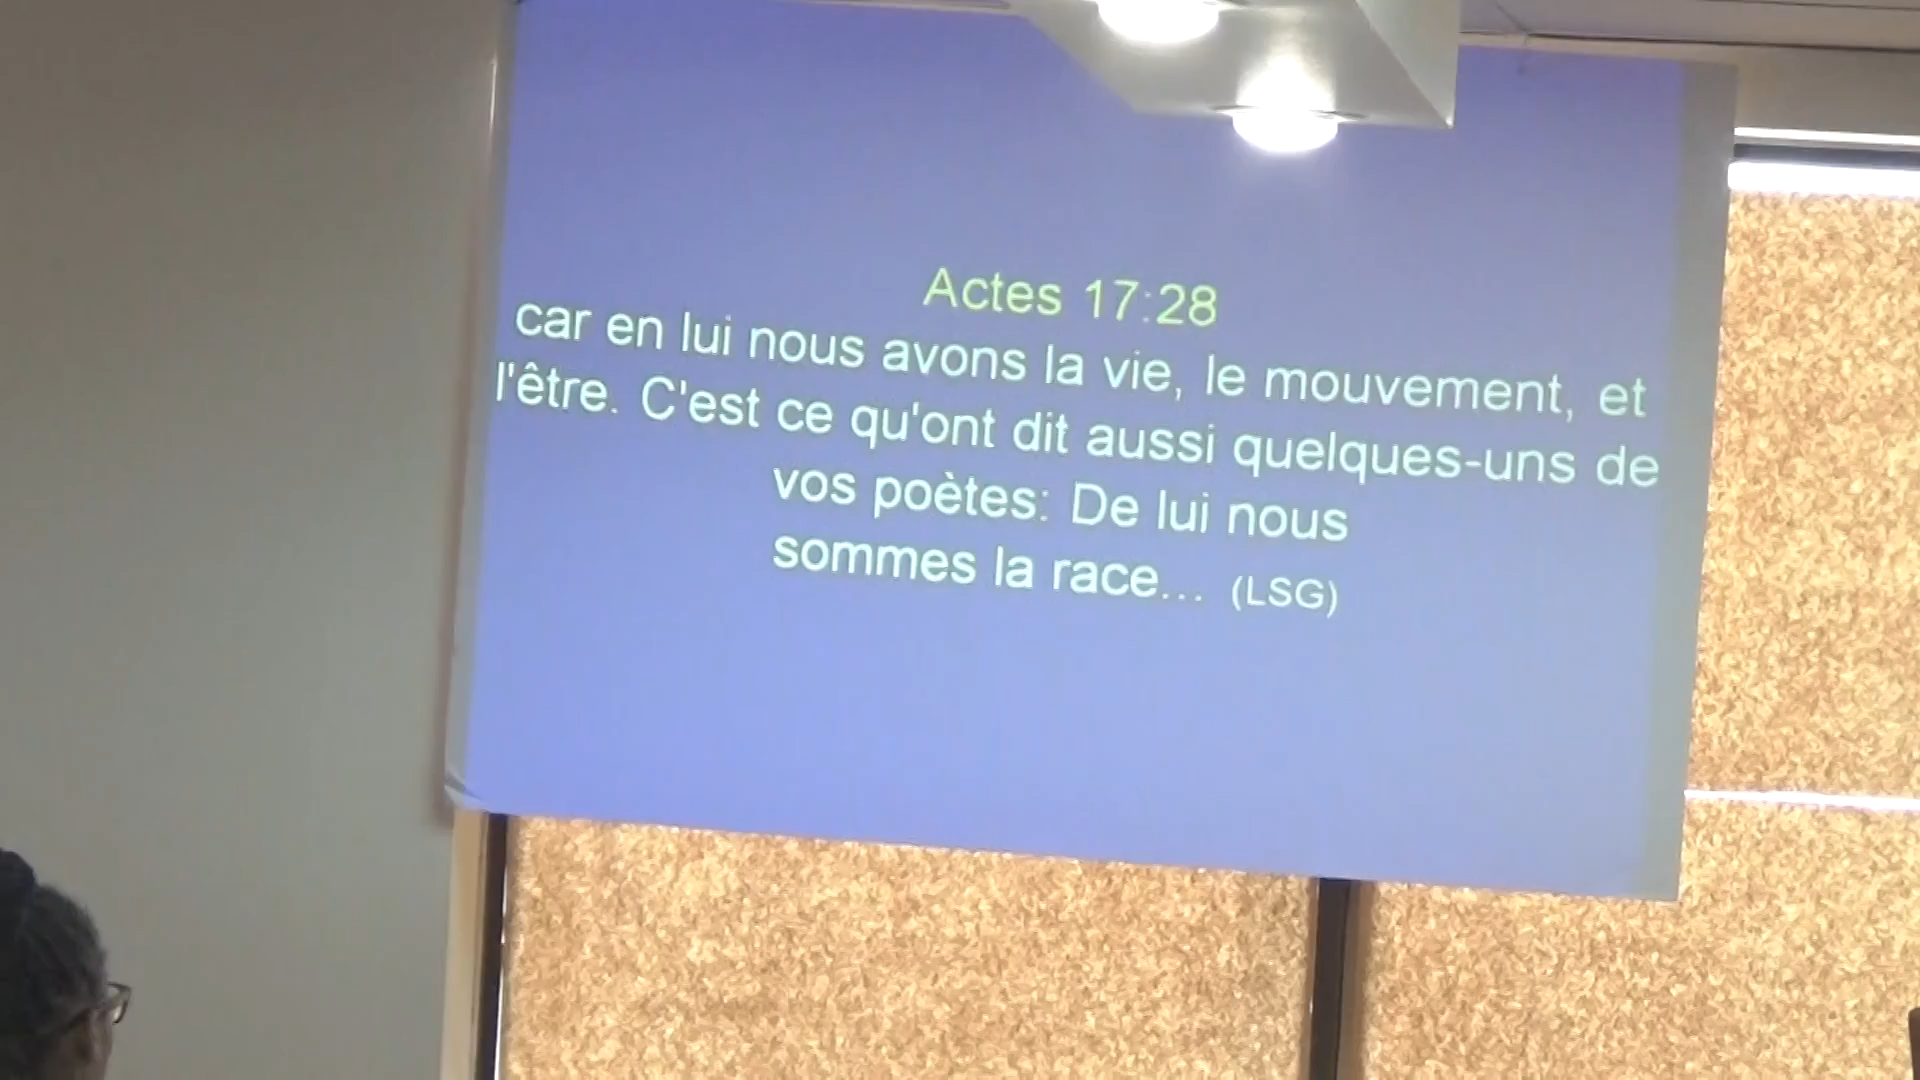 Actes 17:28
car en lui nous avons la vie, le mouvement, et
l'être. C'est ce qu'ont dit aussi quelques-uns de
vos poètes: De lui nous
sommes la race... (LSG)